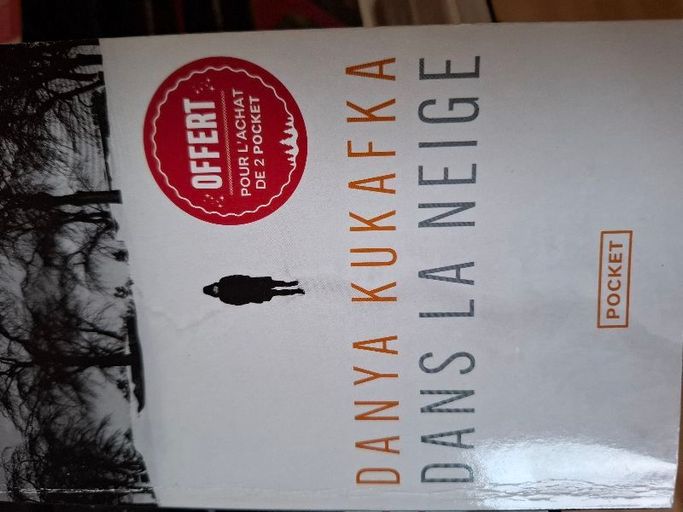 OFFERT
POUR L'ACHAT
DE 2 POCKET
DANYA KUKAFKA
DANS LA NEIGE
POCKET